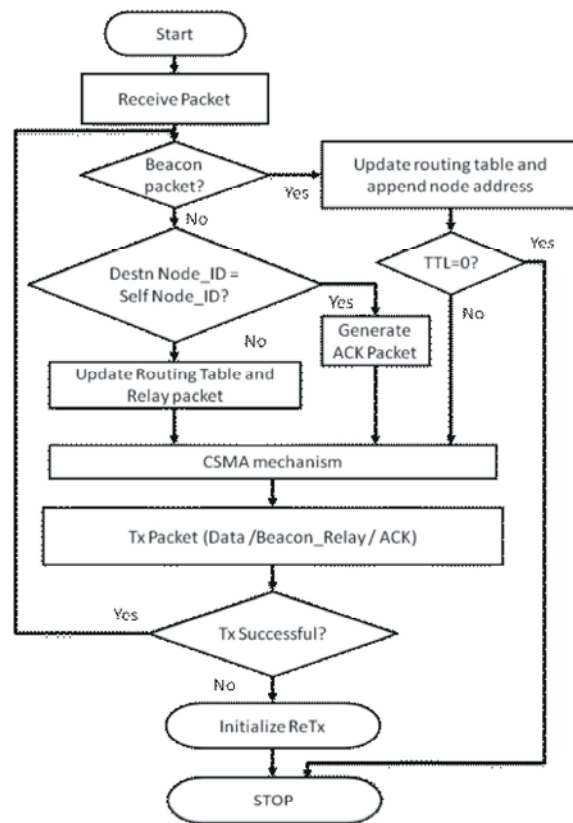 Start
Receive Packet
Beacon
packet?
Yes
Update routing table and
append node address
No
TTL=0?
Yes
No
Destn Node_ID =
Self Node_ID?
Yes
No
Generate
ACK Packet
Update Routing Table and
Relay packet
CSMA mechanism
Tx Packet (Data /Beacon_Relay / ACK)
Yes
Tx Successful?
No
Initialize ReTx
STOP